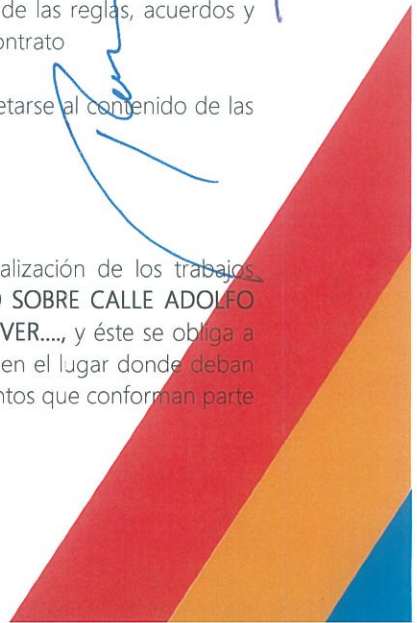 de las reglas, acuerdos y
ontrato
etarse al contenido de las
alización de los trabajos
SOBRE CALLE ADOLFO
VER...., y éste se obliga a
en el lugar donde deban
ntos que conforman parte